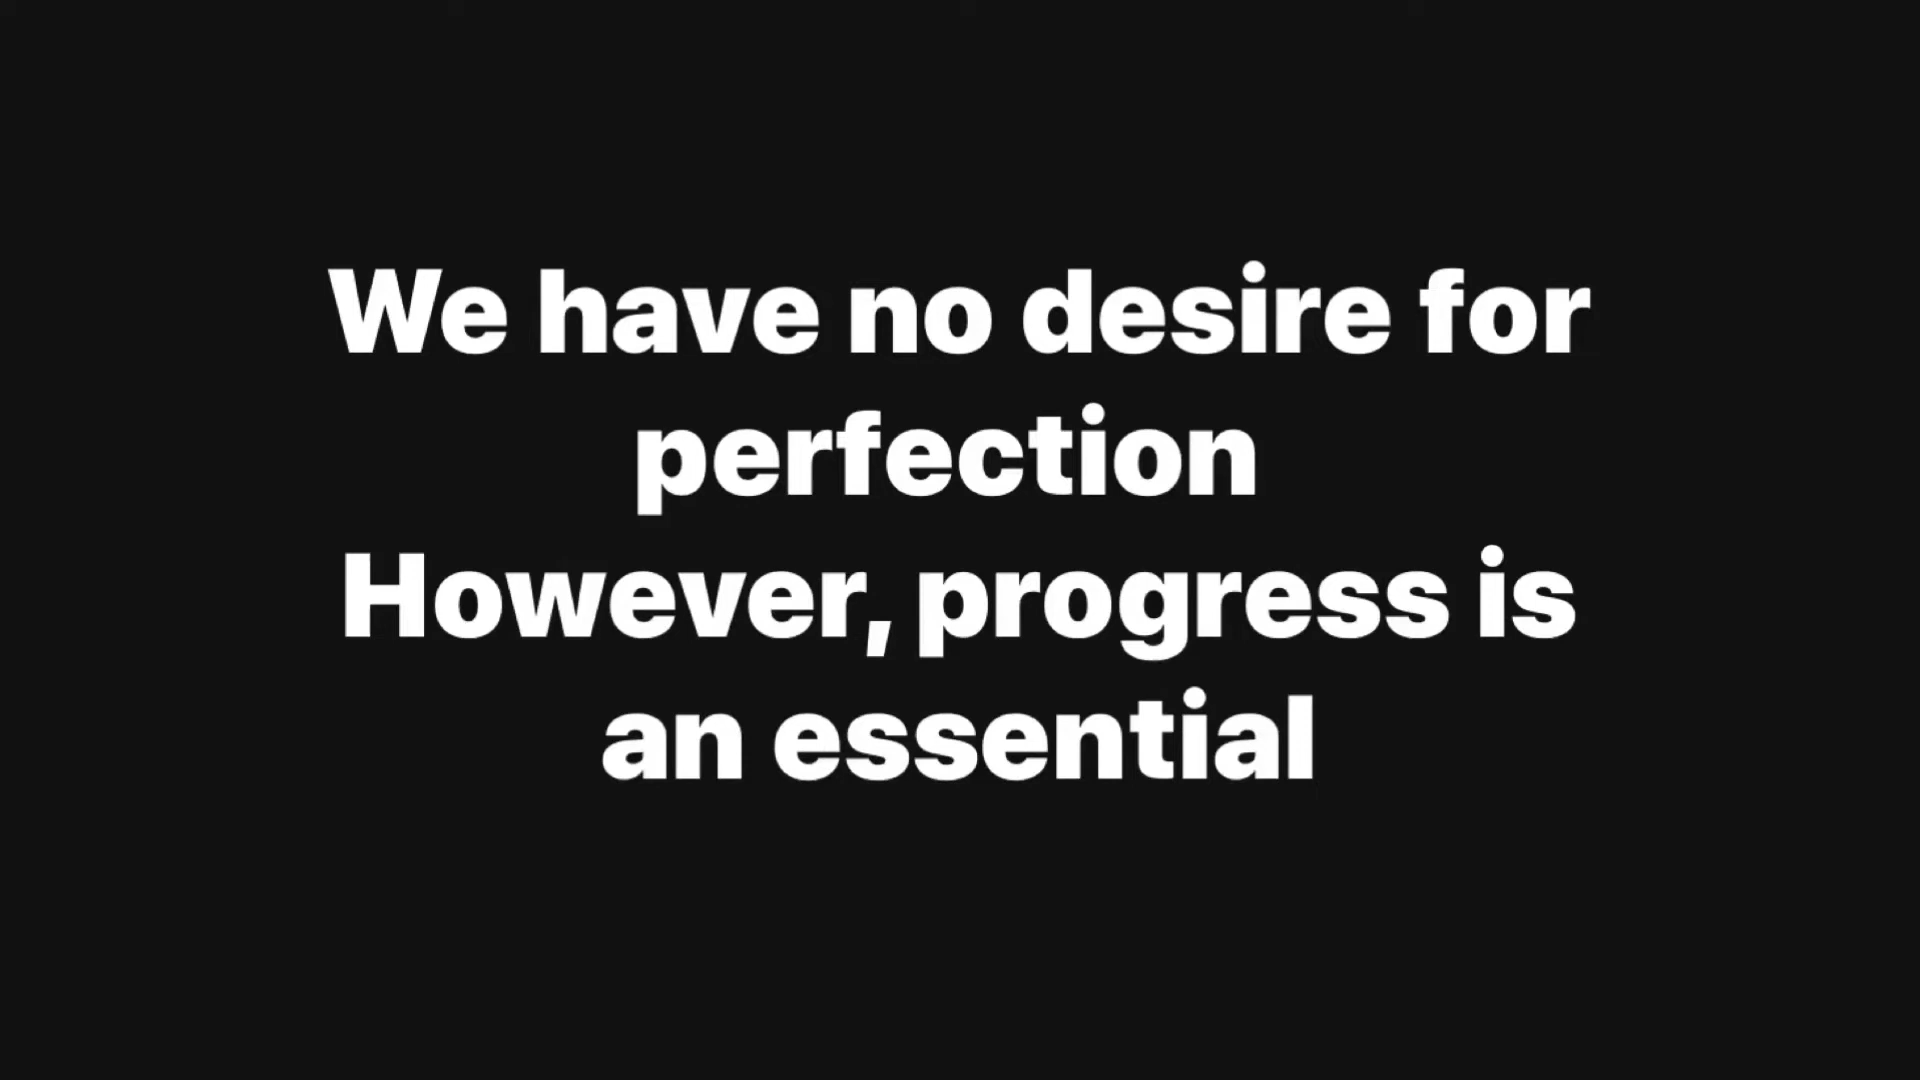 We have no desire for
perfection
However, progress is
an essential